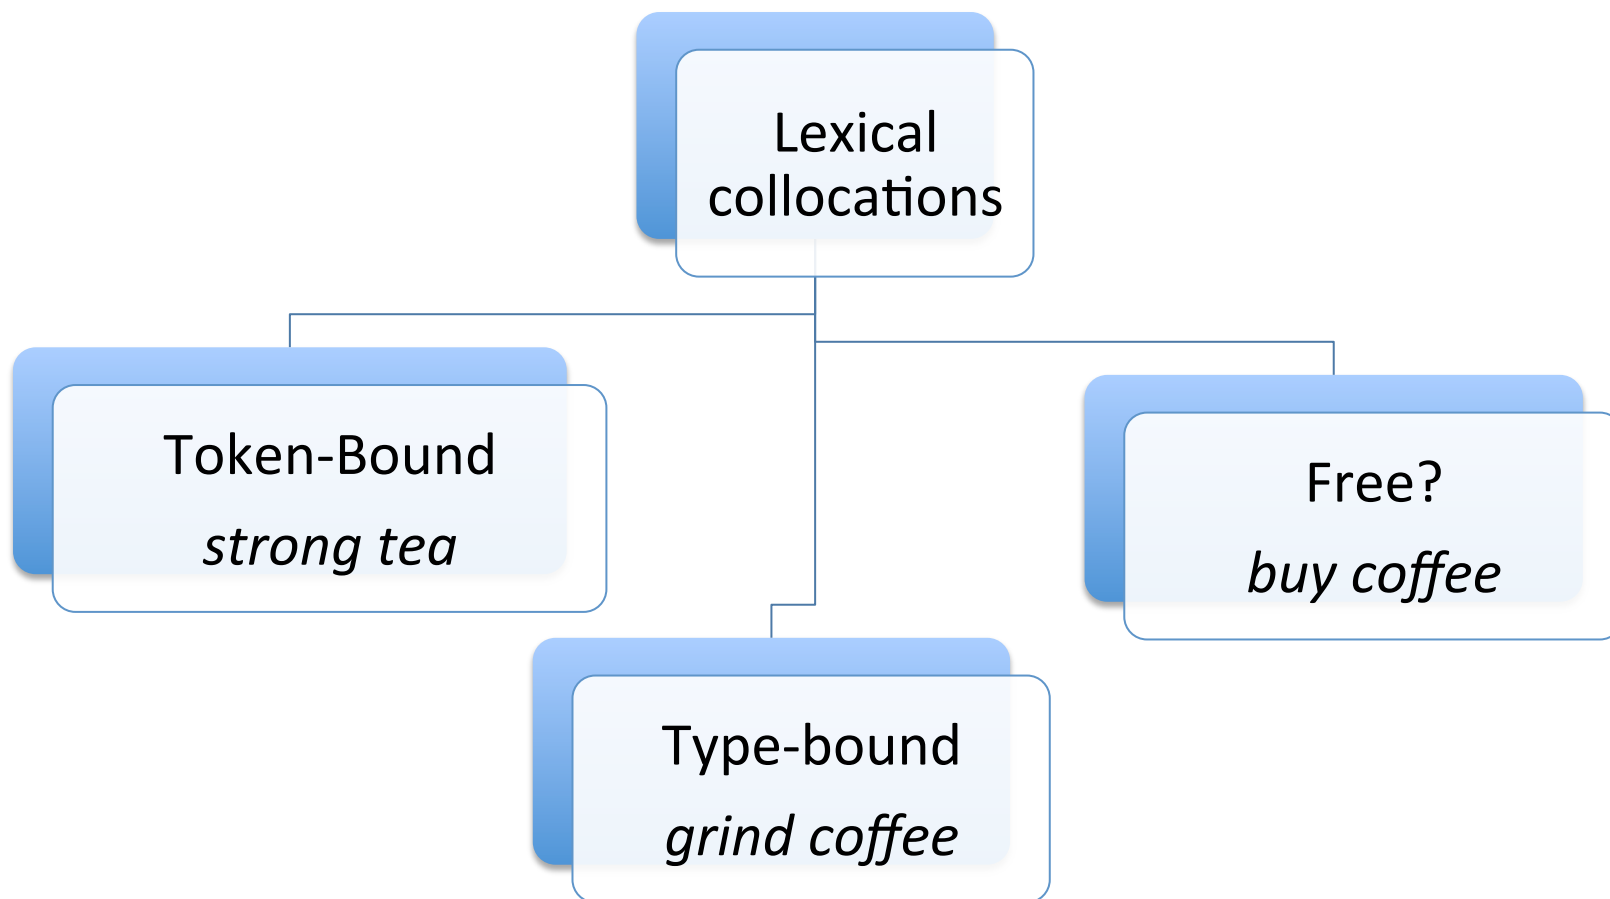 Lexical
collocations
Token-Bound
strong tea
Free?
buy coffee
Type-bound
grind coffee